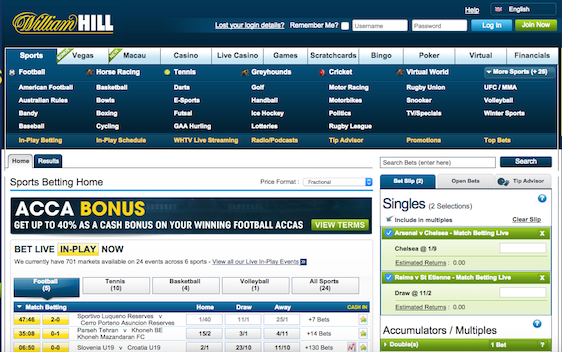 William HILL
Help English
Lost your login details? Remember Me? Username Password Log In Join Now
Sports Vegas Macau Casino Live Casino Games Scratchcards Bingo Poker Virtual Financials
Football Horse Racing Tennis Greyhounds Cricket Virtual World More Sports (+ 25)
American Football Basketball Darts Golf Motor Racing Rugby Union UFC / MMA
Australian Rules Bowls E-Sports Handball Motorbikes Snooker Volleyball
Bandy Boxing Futsal Ice Hockey Politics TV/Specials Winter Sports
Baseball Cycling GAA Hurling Lotteries Rugby League
In-Play Betting In-Play Schedule WHTV Live Streaming Radio/Podcasts Tip Advisor Promotions Top Bets
Home Results
Search Bets (enter here) Search
Sports Betting Home Price Format : Fractional
Bet Slip (2) Open Bets Tip Advisor
ACCA BONUS
GET UP TO 40% AS A CASH BONUS ON YOUR WINNING FOOTBALL ACCAS VIEW TERMS
Singles (2 Selections) ?
Include in multiples Clear Slip
Arsenal v Chelsea - Match Betting Live X
Chelsea @ 1/9
Estimated Returns : 0.00
Reims v St Etienne - Match Betting Live X
Draw @ 11/2
Estimated Returns : 0.00
Accumulators / Multiples
Double(s) 1 Bet ?
BET LIVE IN-PLAY NOW
We currently have 701 markets available on 24 events across 6 sports - View all our Live In-Play Events
Football (5) Tennis (10) Basketball (4) Volleyball (1) All Sports (24)
Match Betting Home Draw Away CASH IN
47:46 2-0 Sportivo Luqueno Reserves v 1/40 11/1 25/1 +7 Bets
Cerro Porteno Asuncion Reserves
35:08 0-1 Parseh Tehran v Khoneh BE 15/2 3/1 4/11 +14 Bets
Khoneh Mazandaran FC
06:50 0-0 Slovenia U19 v Croatia U19 2/1 23/10 11/10 +130 Bets